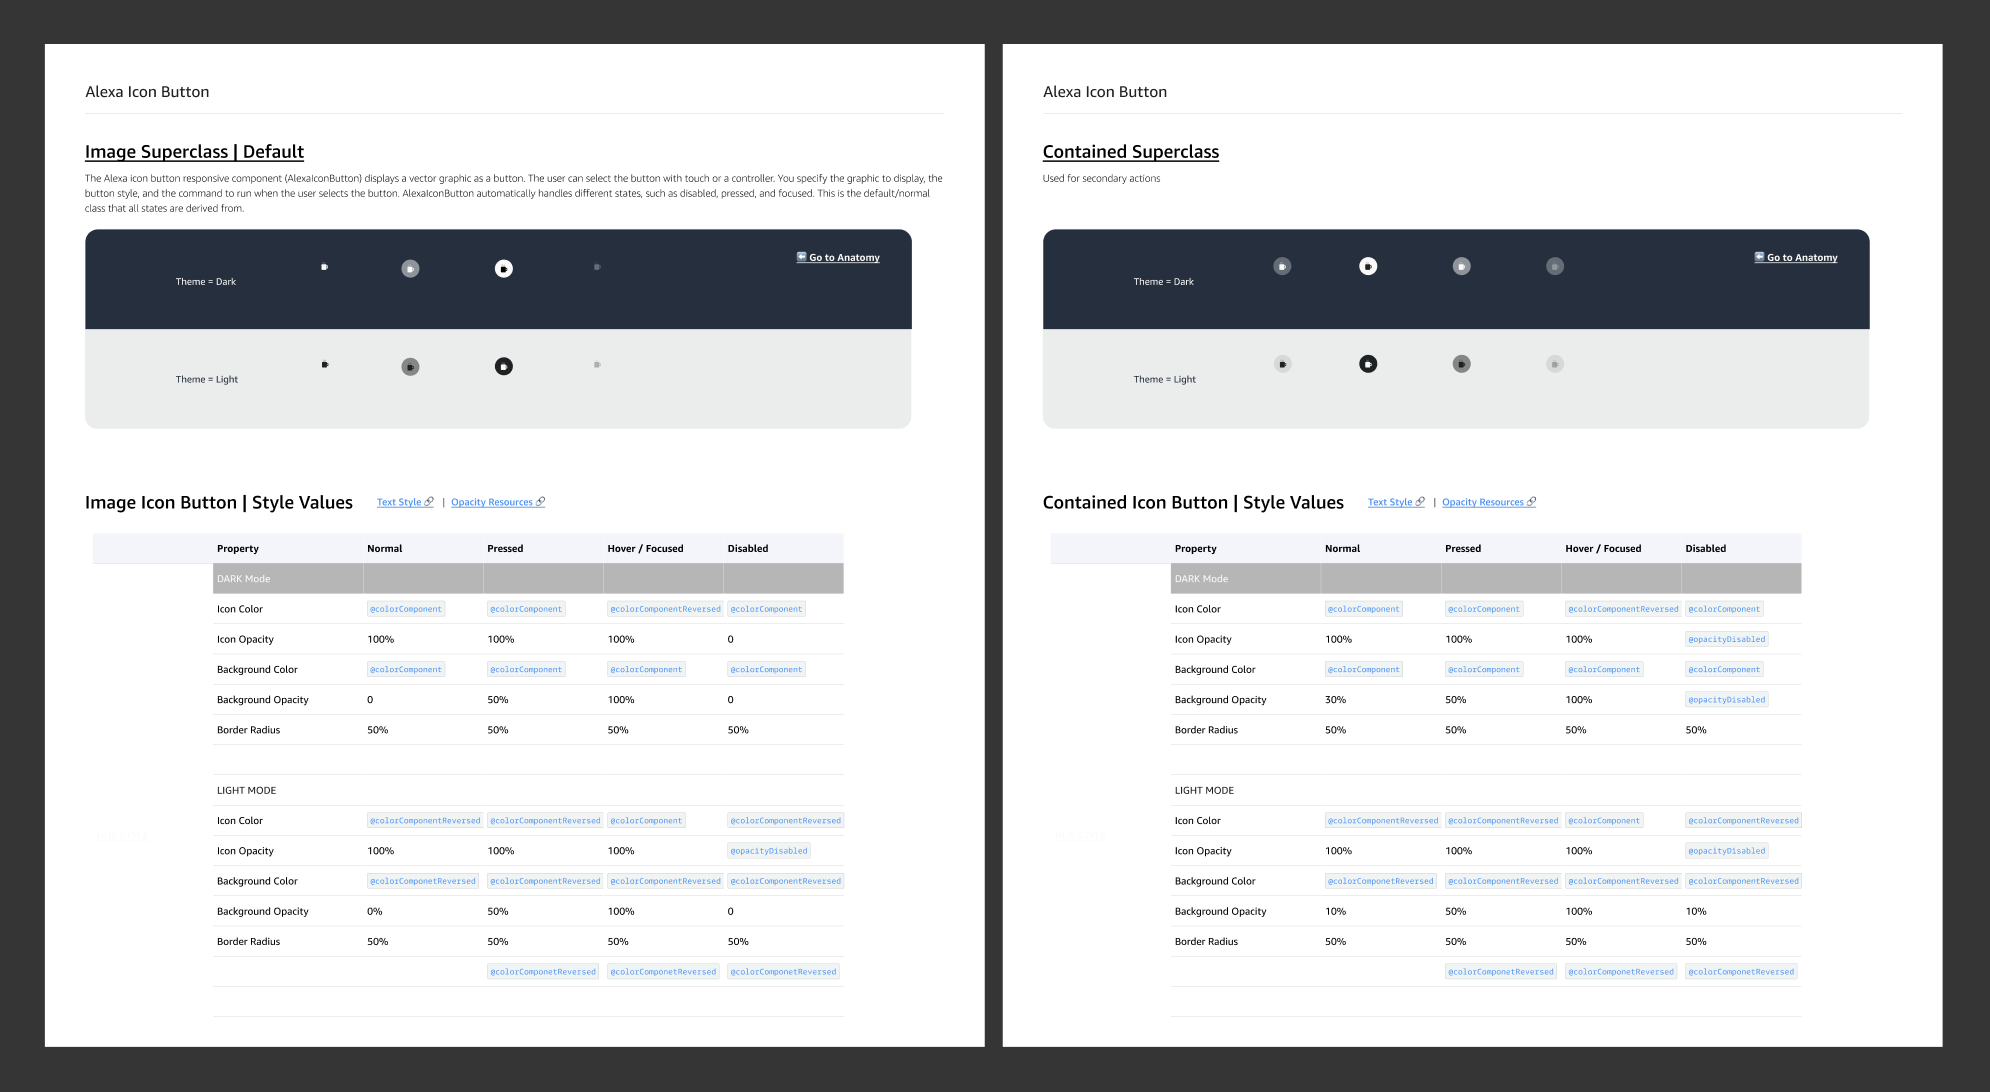 Alexa Icon Button
Image Superclass | Default
The Alexa icon button responsive component (AlexaIconButton) displays a vector graphic as a button. The user can select the button with touch or a controller. You specify the graphic to display, the
button style, and the command to run when the user selects the button. AlexaIconButton automatically handles different states, such as disabled, pressed, and focused. This is the default/normal
class that all states are derived from.
Go to Anatomy
Theme = Dark
Theme = Light
Image Icon Button | Style Values Text Style | Opacity Resources
Property Normal Pressed Hover / Focused Disabled
DARK Mode
Icon Color @colorComponent @colorComponent @colorComponentReversed @colorComponent
Icon Opacity 100% 100% 100% 0
Background Color @colorComponent @colorComponent @colorComponent @colorComponent
Background Opacity 0 50% 100% 0
Border Radius 50% 50% 50% 50%
LIGHT MODE
Icon Color @colorComponentReversed @colorComponentReversed @colorComponent @colorComponentReversed
Icon Opacity 100% 100% 100% @opacityDisabled
Background Color @colorComponetReversed @colorComponentReversed @colorComponentReversed @colorComponentReversed
Background Opacity 0% 50% 100% 0
Border Radius 50% 50% 50% 50%
@colorComponetReversed @colorComponetReversed @colorComponetReversed
Alexa Icon Button
Contained Superclass
Used for secondary actions
Go to Anatomy
Theme = Dark
Theme = Light
Contained Icon Button | Style Values Text Style | Opacity Resources
Property Normal Pressed Hover / Focused Disabled
DARK Mode
Icon Color @colorComponent @colorComponent @colorComponentReversed @colorComponent
Icon Opacity 100% 100% 100% @opacityDisabled
Background Color @colorComponent @colorComponent @colorComponent @colorComponent
Background Opacity 30% 50% 100% @opacityDisabled
Border Radius 50% 50% 50% 50%
LIGHT MODE
Icon Color @colorComponentReversed @colorComponentReversed @colorComponent @colorComponentReversed
Icon Opacity 100% 100% 100% @opacityDisabled
Background Color @colorComponetReversed @colorComponentReversed @colorComponentReversed @colorComponentReversed
Background Opacity 10% 50% 100% 10%
Border Radius 50% 50% 50% 50%
@colorComponetReversed @colorComponetReversed @colorComponetReversed